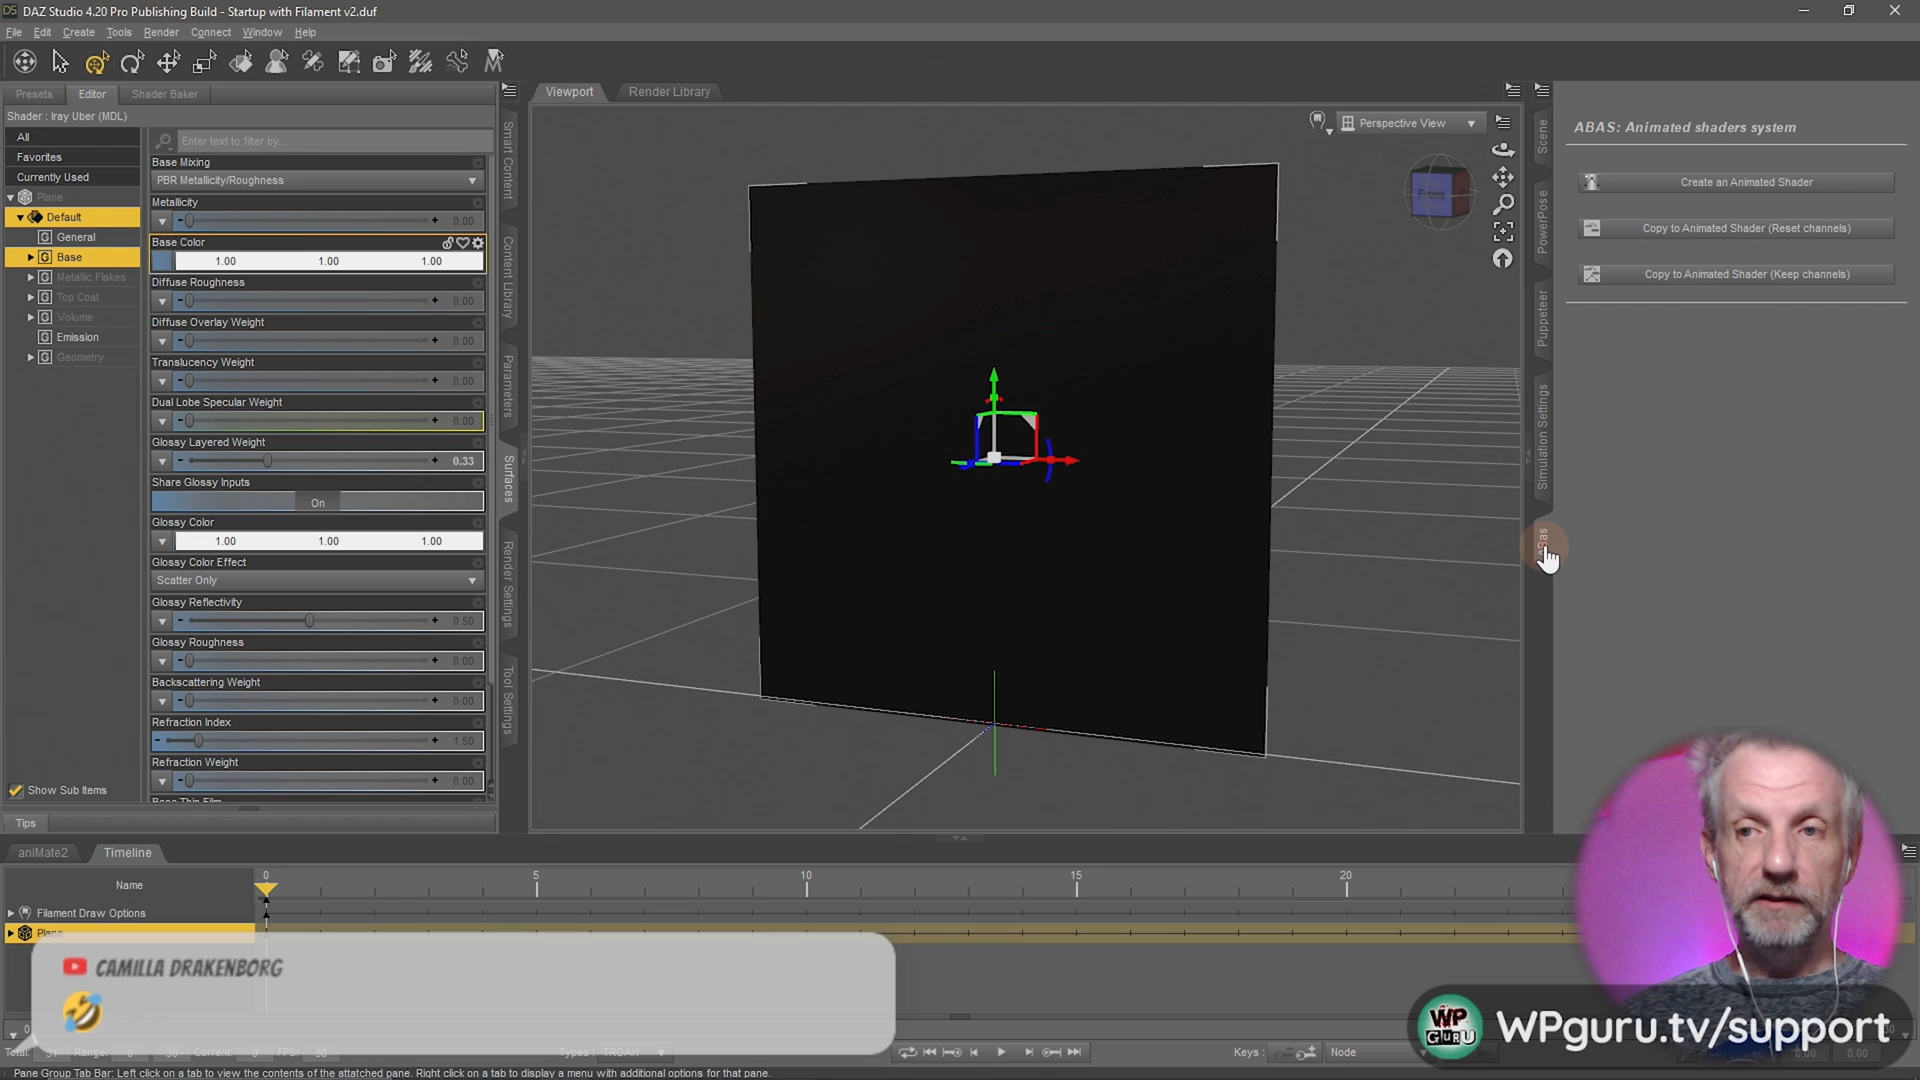 DAZ Studio 4.20 Pro Publishing Build - Startup with Filament v2.duf
File Edit Create Tools Render Connect Window Help
Presets Editor Shader Baker
Shader : Iray Uber (MDL)
All
Favorites
Currently Used
Plane
Default
General
Base
Metallic Flakes
Top Coat
Volume
Emission
Geometry
Show Sub Items
Tips
Enter text to filter by...
Base Mixing
PBR Metallicity/Roughness
Metallicity
0.00
Base Color
1.00 1.00 1.00
Diffuse Roughness
0.00
Diffuse Overlay Weight
0.00
Translucency Weight
0.00
Dual Lobe Specular Weight
0.00
Glossy Layered Weight
0.33
Share Glossy Inputs
On
Glossy Color
1.00 1.00 1.00
Glossy Color Effect
Scatter Only
Glossy Reflectivity
0.50
Glossy Roughness
0.00
Backscattering Weight
0.00
Refraction Index
1.50
Refraction Weight
0.00
Base Thin Film
Smart Content
Content Library
Parameters
Surfaces
Render Settings
Tool Settings
Viewport Render Library
Perspective View
Front
Scene
PowerPose
Puppeteer
Simulation Settings
ABAS: Animated shaders system
Create an Animated Shader
Copy to Animated Shader (Reset channels)
Copy to Animated Shader (Keep channels)
aniMate2 Timeline
Name
0 5 10 15 20
Filament Draw Options
Plane
CAMILLA DRAKENBORG
Keys : Node
WP GURU
WPguru.tv/support
Pane Group Tab Bar: Left click on a tab to view the contents of the attatched pane. Right click on a tab to display a menu with additional options for that pane.